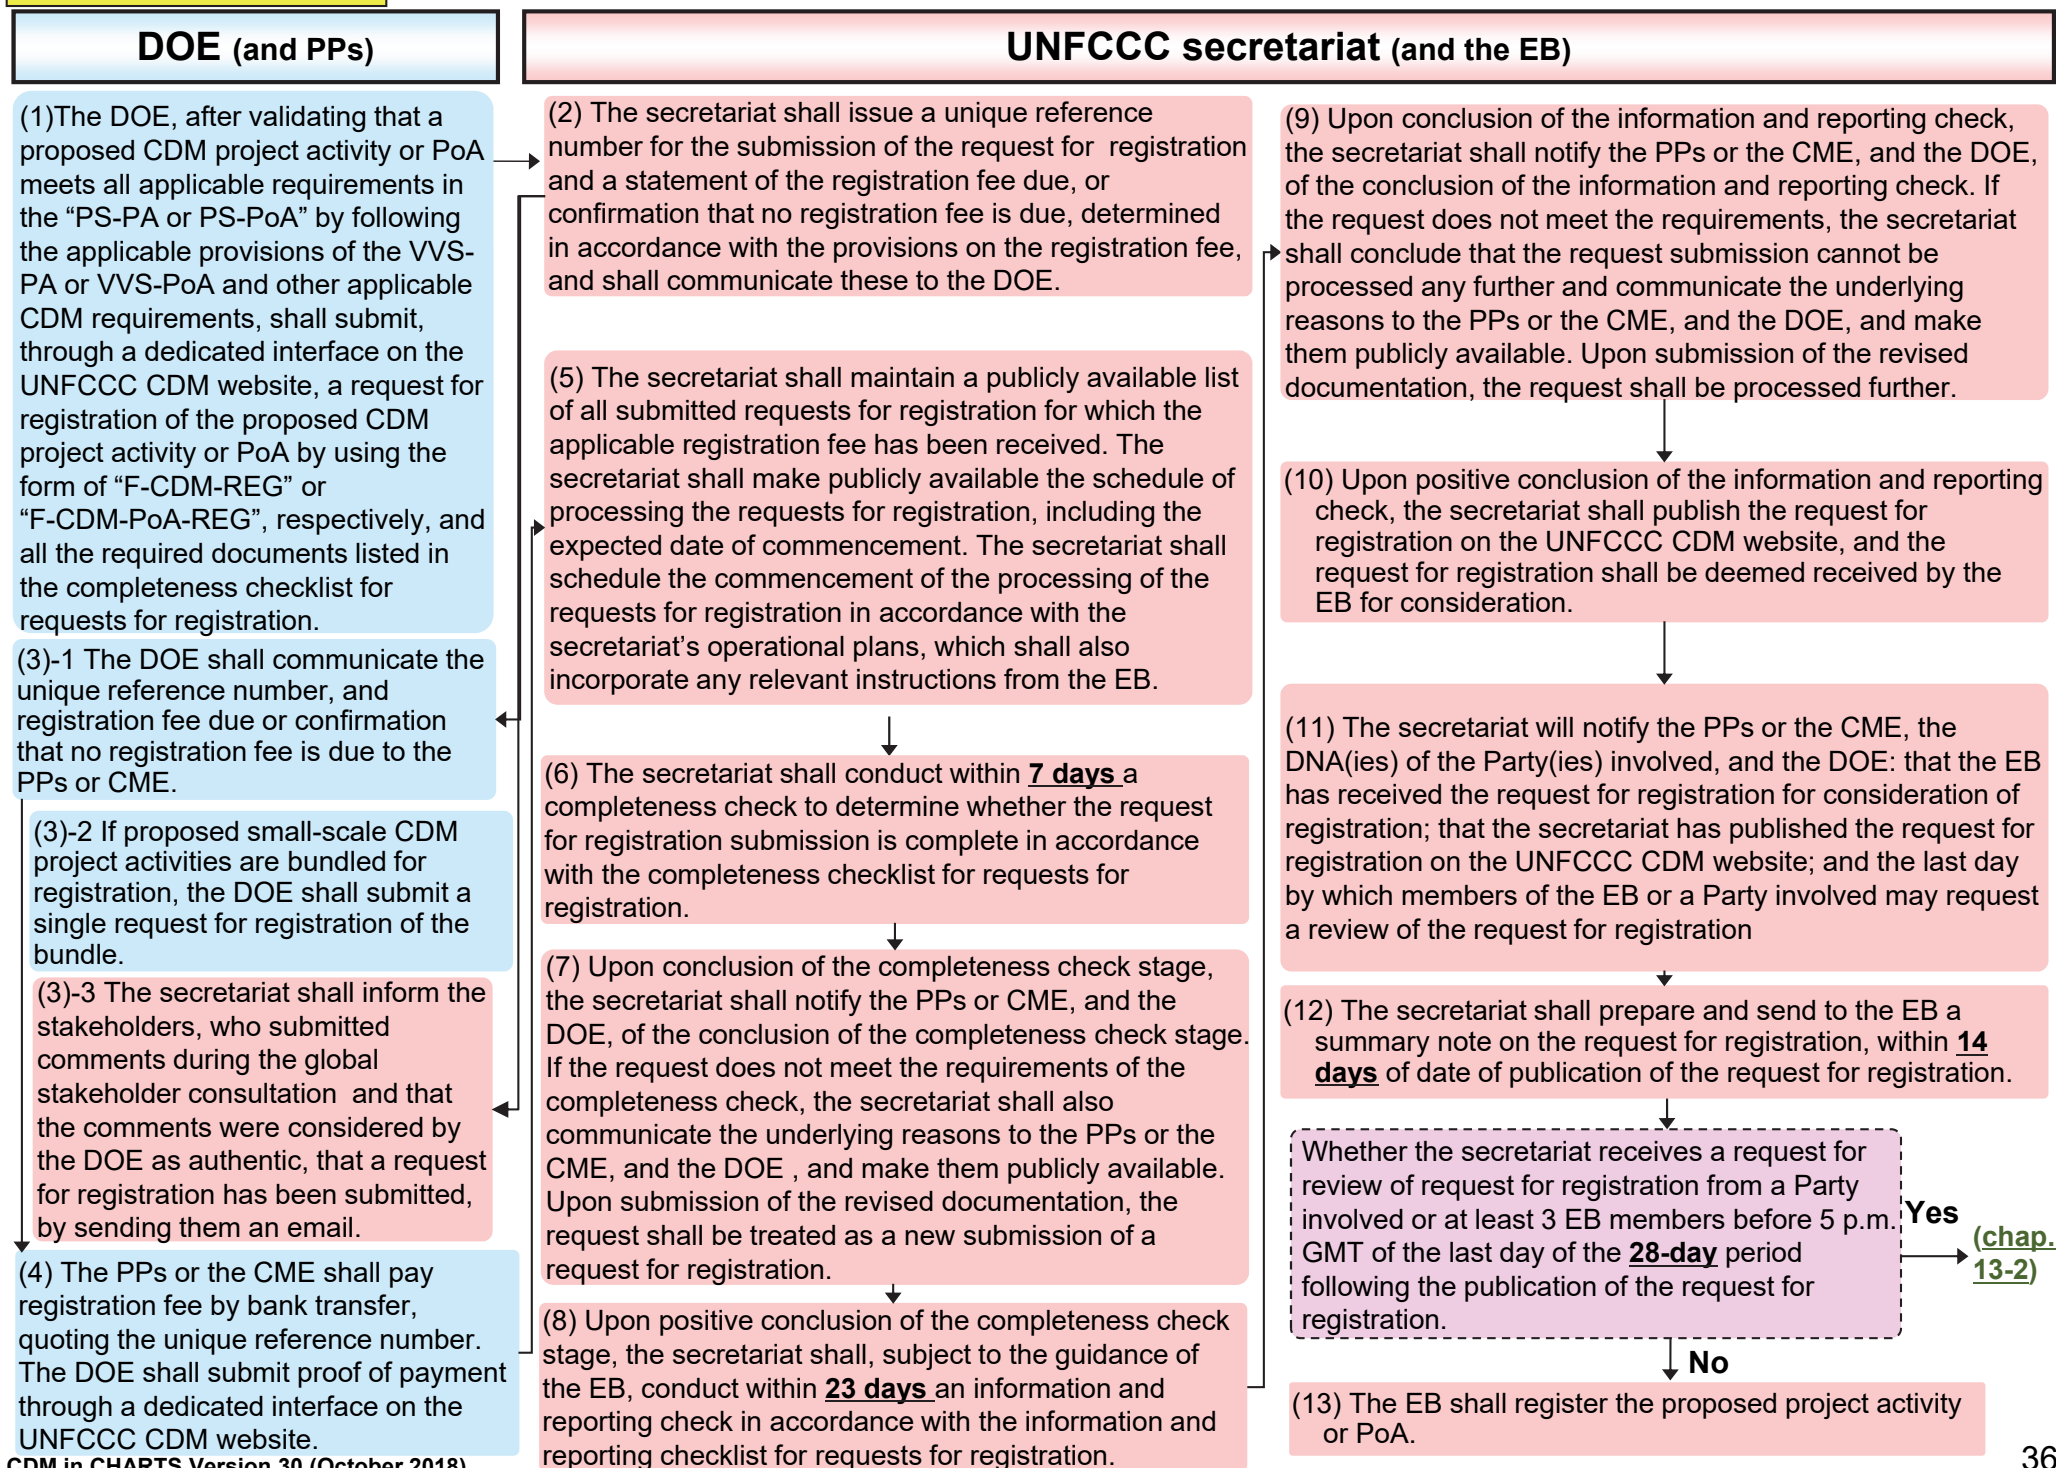 DOE (and PPs)
UNFCCC secretariat (and the EB)
(1)The DOE, after validating that a
proposed CDM project activity or PoA
meets all applicable requirements in
the “PS-PA or PS-PoA” by following
the applicable provisions of the VVS-
PA or VVS-PoA and other applicable
CDM requirements, shall submit,
through a dedicated interface on the
UNFCCC CDM website, a request for
registration of the proposed CDM
project activity or PoA by using the
form of “F-CDM-REG” or
“F-CDM-PoA-REG”, respectively, and
all the required documents listed in
the completeness checklist for
requests for registration.
(2) The secretariat shall issue a unique reference
number for the submission of the request for registration
and a statement of the registration fee due, or
confirmation that no registration fee is due, determined
in accordance with the provisions on the registration fee,
and shall communicate these to the DOE.
(3)-1 The DOE shall communicate the
unique reference number, and
registration fee due or confirmation
that no registration fee is due to the
PPs or CME.
(3)-2 If proposed small-scale CDM
project activities are bundled for
registration, the DOE shall submit a
single request for registration of the
bundle.
(3)-3 The secretariat shall inform the
stakeholders, who submitted
comments during the global
stakeholder consultation and that
the comments were considered by
the DOE as authentic, that a request
for registration has been submitted,
by sending them an email.
(4) The PPs or the CME shall pay
registration fee by bank transfer,
quoting the unique reference number.
The DOE shall submit proof of payment
through a dedicated interface on the
UNFCCC CDM website.
(5) The secretariat shall maintain a publicly available list
of all submitted requests for registration for which the
applicable registration fee has been received. The
secretariat shall make publicly available the schedule of
processing the requests for registration, including the
expected date of commencement. The secretariat shall
schedule the commencement of the processing of the
requests for registration in accordance with the
secretariat’s operational plans, which shall also
incorporate any relevant instructions from the EB.
(6) The secretariat shall conduct within 7 days a
completeness check to determine whether the request
for registration submission is complete in accordance
with the completeness checklist for requests for
registration.
(7) Upon conclusion of the completeness check stage,
the secretariat shall notify the PPs or CME, and the
DOE, of the conclusion of the completeness check stage.
If the request does not meet the requirements of the
completeness check, the secretariat shall also
communicate the underlying reasons to the PPs or the
CME, and the DOE , and make them publicly available.
Upon submission of the revised documentation, the
request shall be treated as a new submission of a
request for registration.
(8) Upon positive conclusion of the completeness check
stage, the secretariat shall, subject to the guidance of
the EB, conduct within 23 days an information and
reporting check in accordance with the information and
reporting checklist for requests for registration.
(9) Upon conclusion of the information and reporting check,
the secretariat shall notify the PPs or the CME, and the DOE,
of the conclusion of the information and reporting check. If
the request does not meet the requirements, the secretariat
shall conclude that the request submission cannot be
processed any further and communicate the underlying
reasons to the PPs or the CME, and the DOE, and make
them publicly available. Upon submission of the revised
documentation, the request shall be processed further.
(10) Upon positive conclusion of the information and reporting
check, the secretariat shall publish the request for
registration on the UNFCCC CDM website, and the
request for registration shall be deemed received by the
EB for consideration.
(11) The secretariat will notify the PPs or the CME, the
DNA(ies) of the Party(ies) involved, and the DOE: that the EB
has received the request for registration for consideration of
registration; that the secretariat has published the request for
registration on the UNFCCC CDM website; and the last day
by which members of the EB or a Party involved may request
a review of the request for registration
(12) The secretariat shall prepare and send to the EB a
summary note on the request for registration, within 14
days of date of publication of the request for registration.
Whether the secretariat receives a request for
review of request for registration from a Party
involved or at least 3 EB members before 5 p.m.
GMT of the last day of the 28-day period
following the publication of the request for
registration.
Yes
(chap.
13-2)
No
(13) The EB shall register the proposed project activity
or PoA.
CDM in CHARTS Version 30 (October 2018)
36